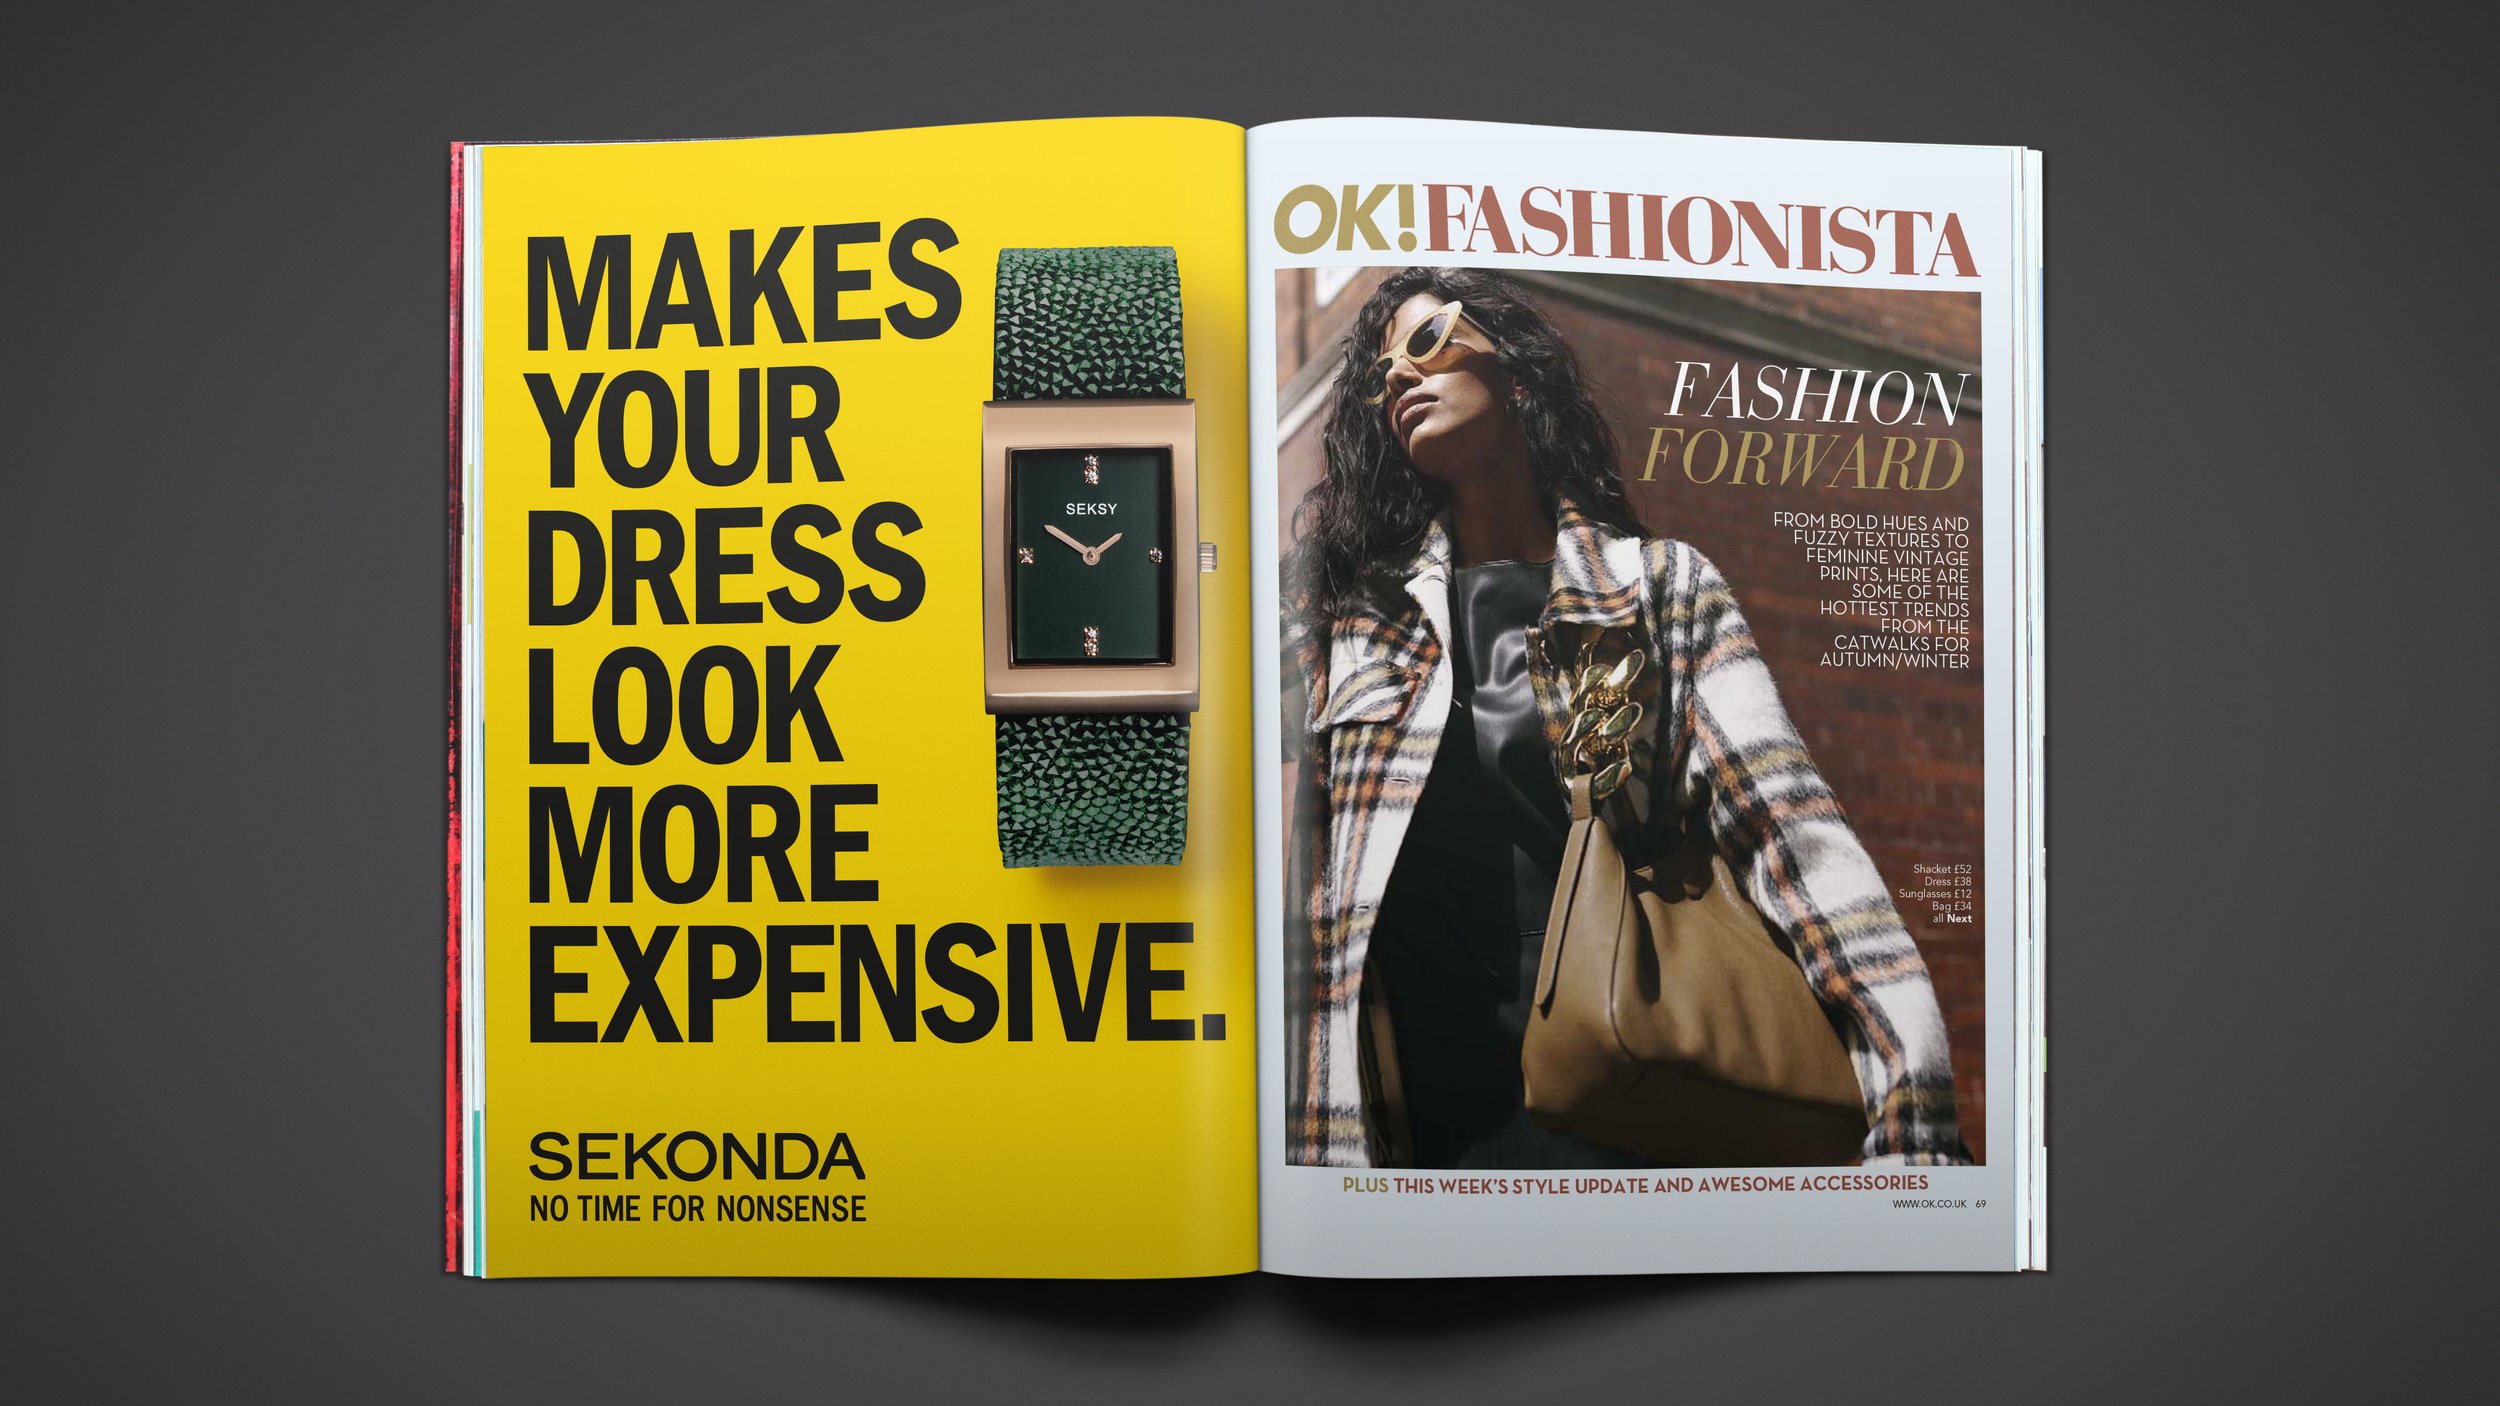 MAKES
YOUR
DRESS
LOOK
MORE
EXPENSIVE.
SEKSY
SEKONDA
NO TIME FOR NONSENSE
OK!FASHIONISTA
FASHION
FORWARD
FROM BOLD HUES AND
FUZZY TEXTURES TO
FEMININE VINTAGE
PRINTS, HERE ARE
SOME OF THE
HOTTEST TRENDS
FROM THE
CATWALKS FOR
AUTUMN/WINTER
Shacket £52
Dress £38
Sunglasses £12
Bag £34
all Next
PLUS THIS WEEK'S STYLE UPDATE AND AWESOME ACCESSORIES
WWW.OK.CO.UK 69